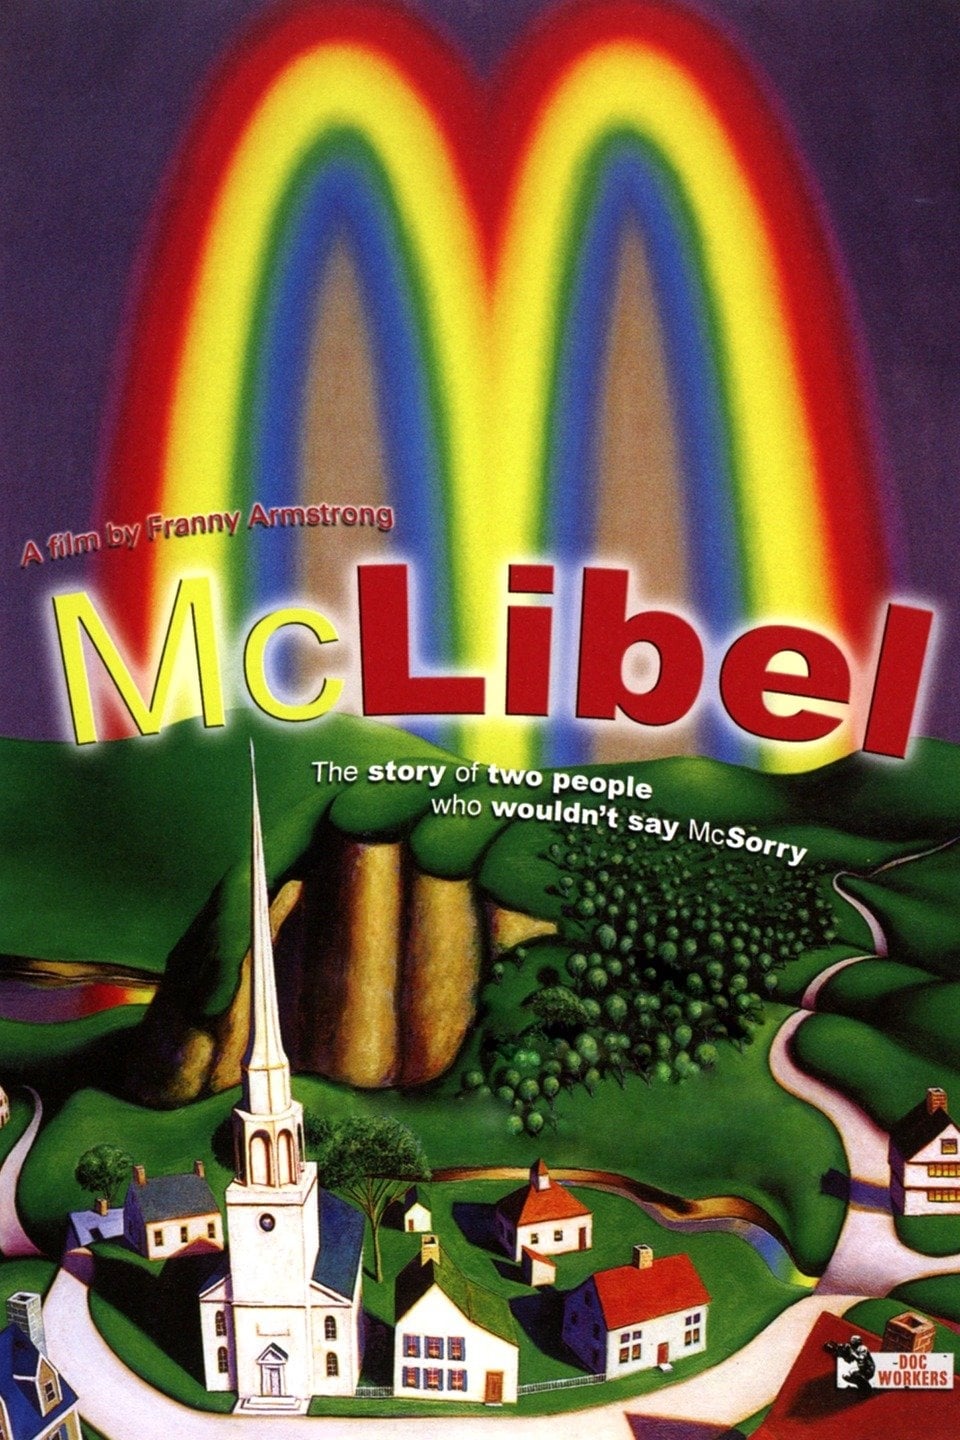 A film by Franny Armstrong
McLibel
The story of two people
who wouldn't say McSorry
-DOC
WORKERS